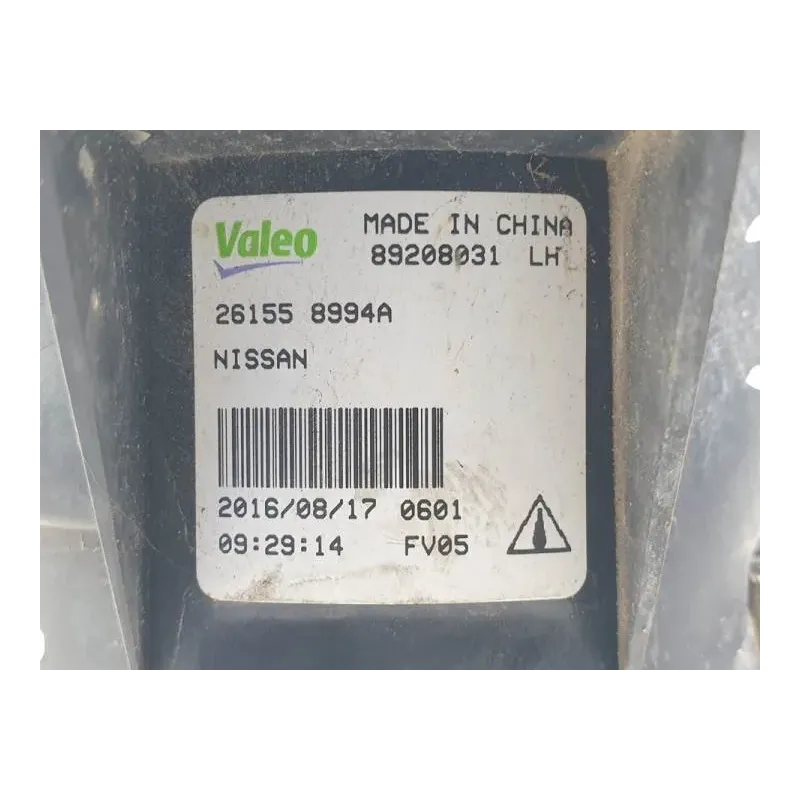 Valeo MADE IN CHINA
89208031 LH
26155 8994A
NISSAN
2016/08/17 0601
09:29:14 FV05